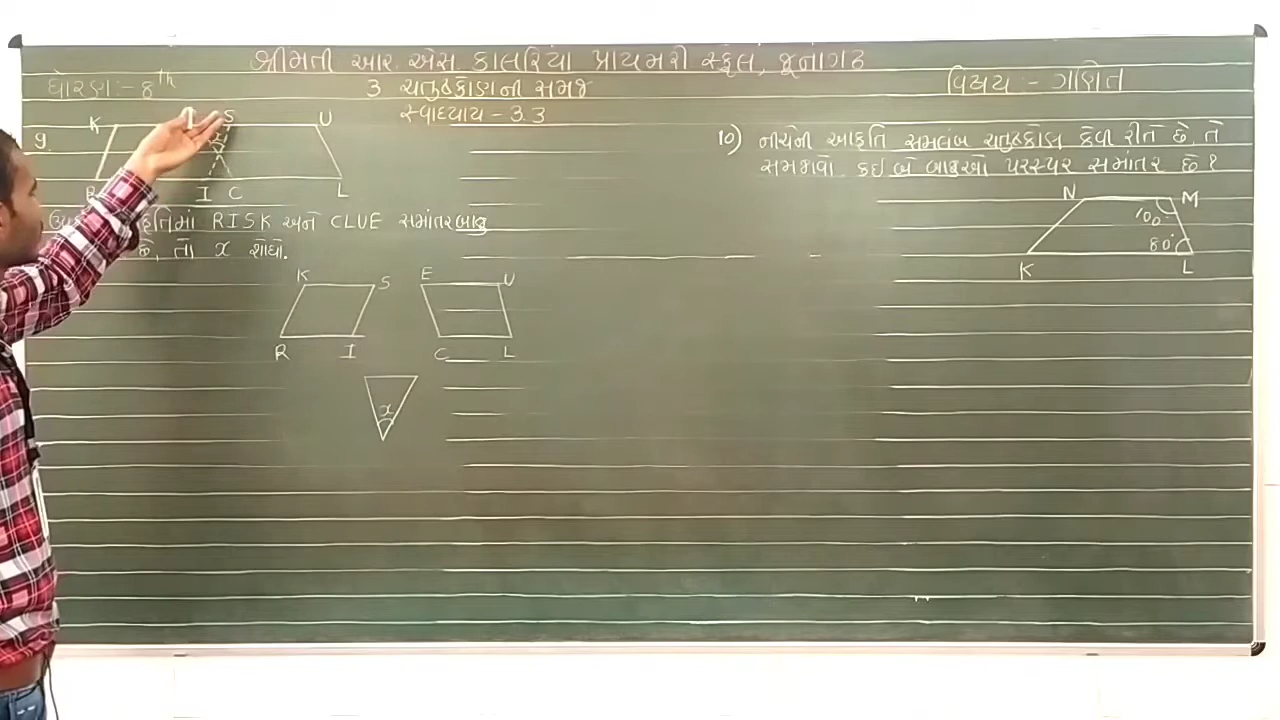 શ્રીમતી આર. એસ. કાલરિયા પ્રાયમરી સ્કૂલ, જૂનાગઢ
ધોરણ:- 8th
3 ચતુષ્કોણની સમજ
વિષય - ગણિત
સ્વાધ્યાય - 3.3
9.
K S U
I C L
RISK અને CLUE સમાંતરબાજુ
છે, તો x શોધો.
K S E U
R I C L
x
10) નીચેની આકૃતિ સમલંબ ચતુષ્કોણ કેવી રીતે છે, તે
સમજાવો. કઈ બે બાજુઓ પરસ્પર સમાંતર છે ?
N M
100°
80°
K L